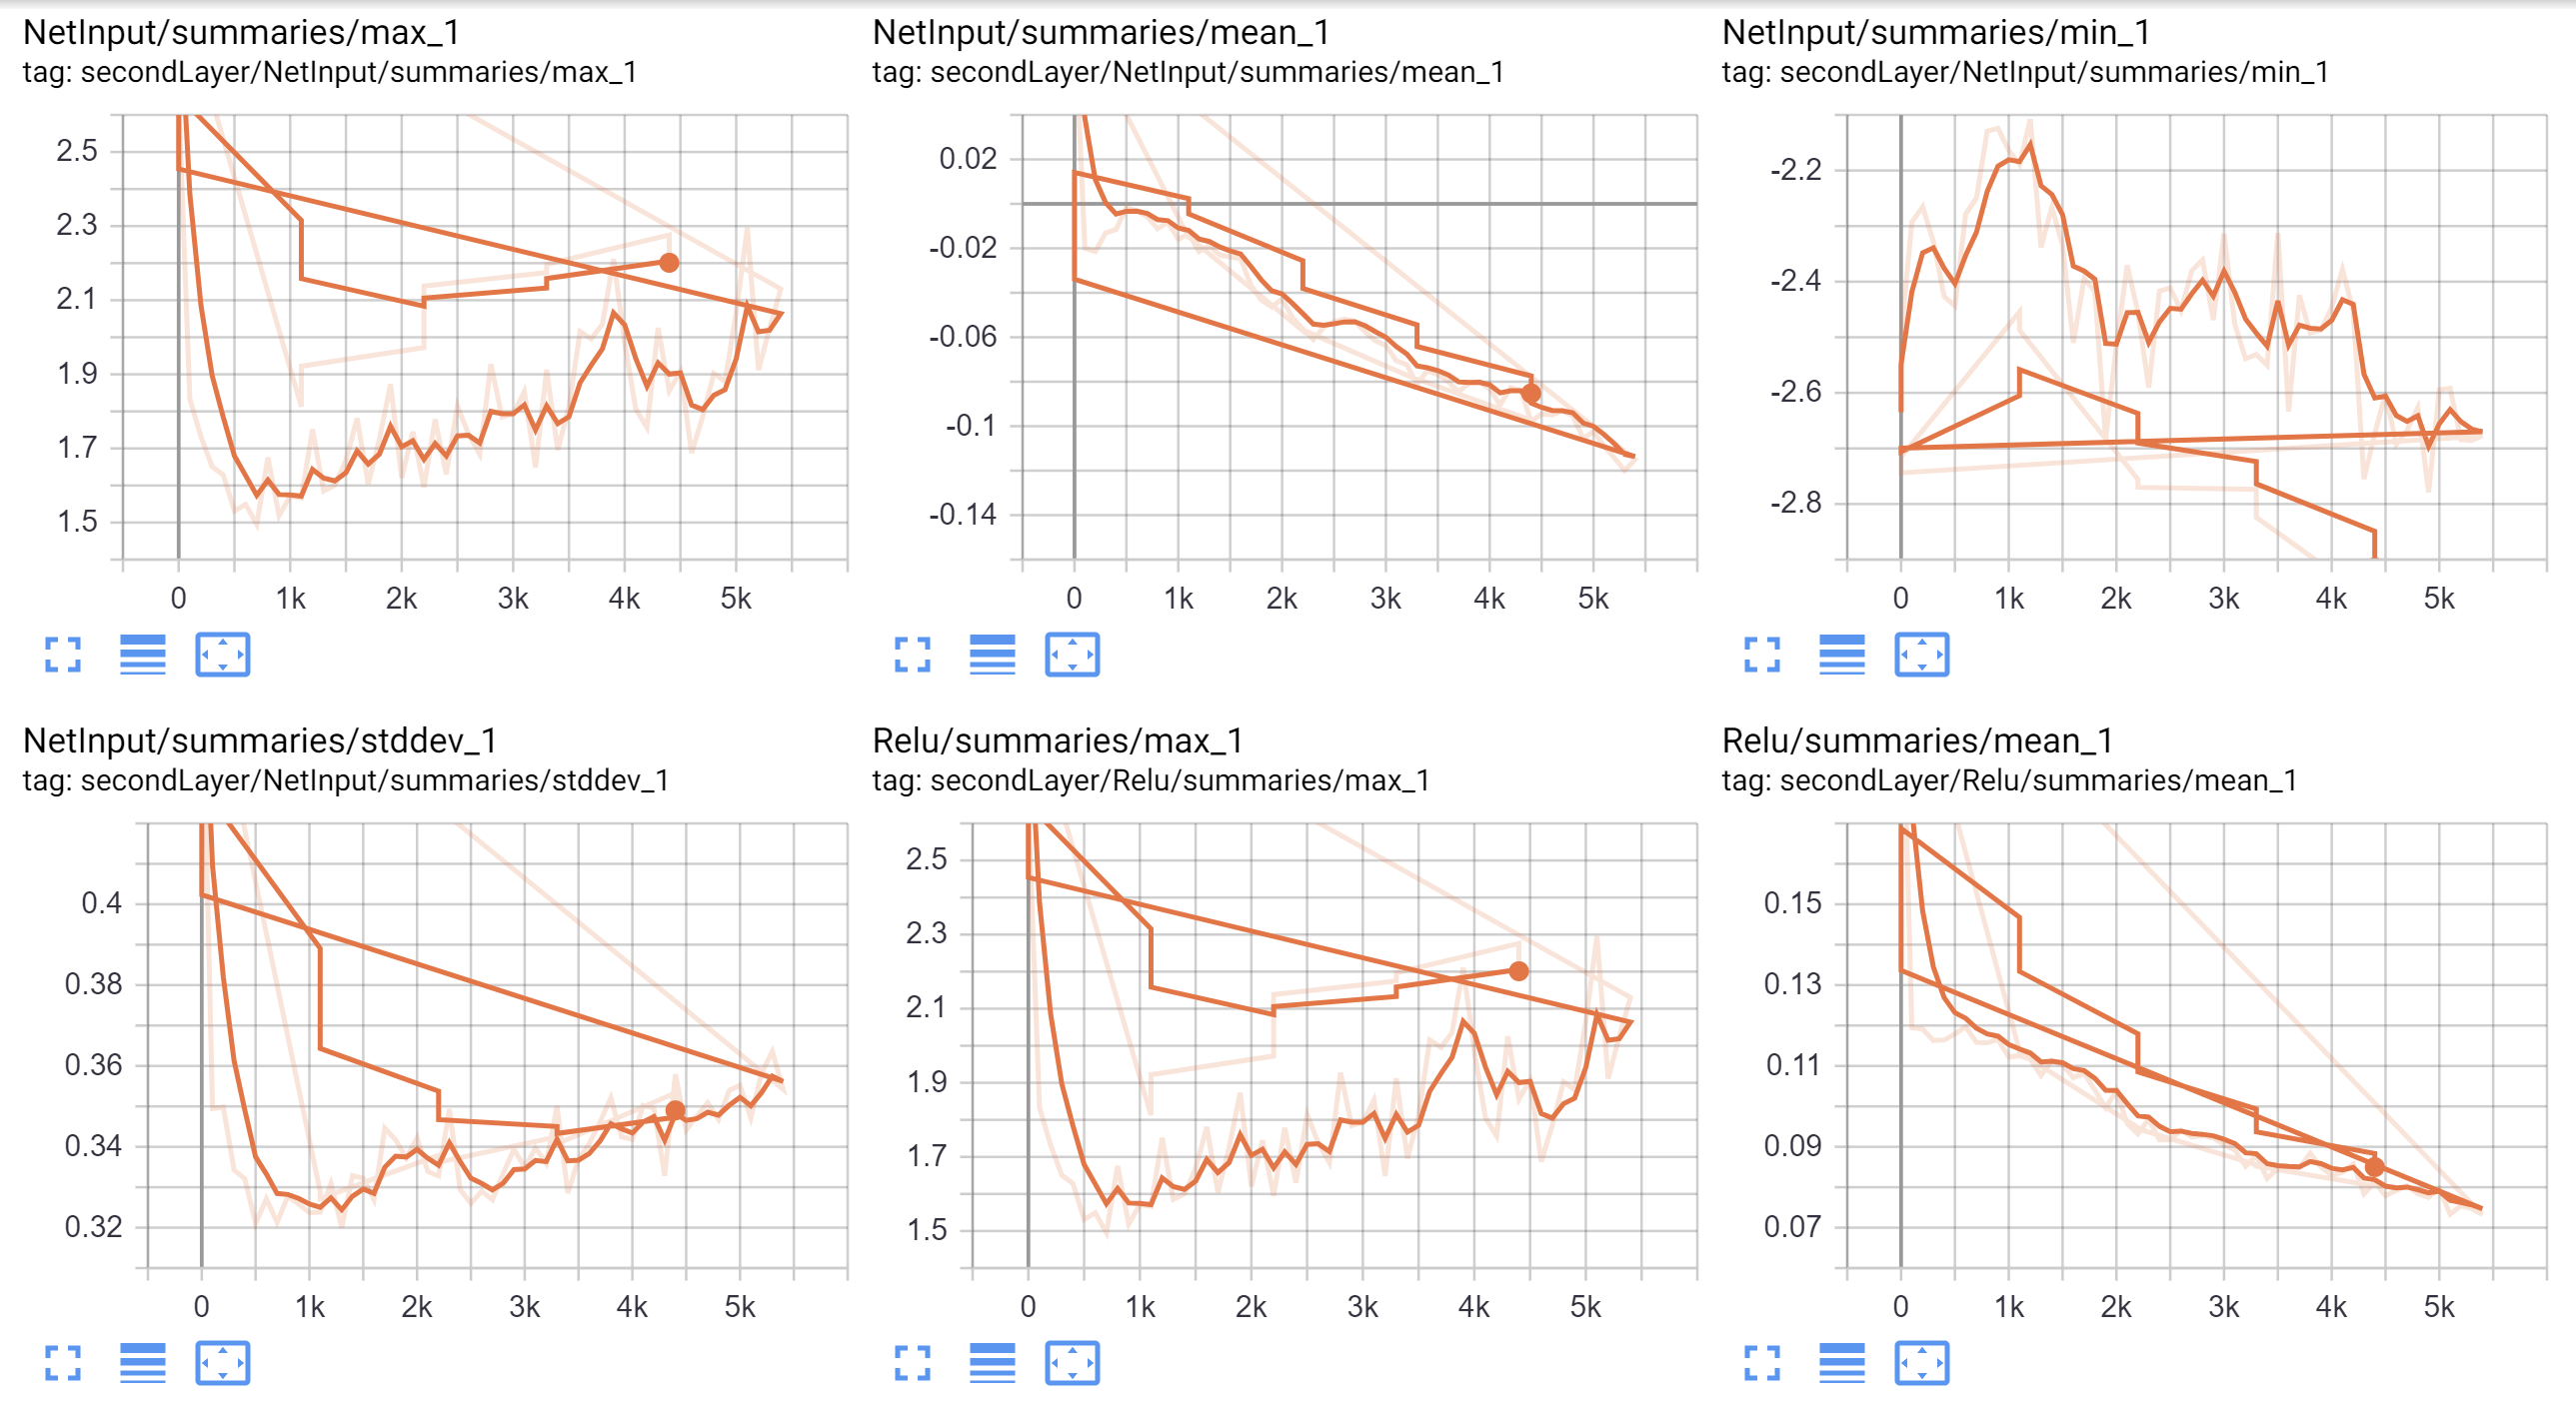 NetInput/summaries/max_1
tag: secondLayer/NetInput/summaries/max_1
2.5
2.3
2.1
1.9
1.7
1.5
0 1k 2k 3k 4k 5k
NetInput/summaries/mean_1
tag: secondLayer/NetInput/summaries/mean_1
0.02
-0.02
-0.06
-0.1
-0.14
0 1k 2k 3k 4k 5k
NetInput/summaries/min_1
tag: secondLayer/NetInput/summaries/min_1
-2.2
-2.4
-2.6
-2.8
0 1k 2k 3k 4k 5k
NetInput/summaries/stddev_1
tag: secondLayer/NetInput/summaries/stddev_1
0.4
0.38
0.36
0.34
0.32
0 1k 2k 3k 4k 5k
Relu/summaries/max_1
tag: secondLayer/Relu/summaries/max_1
2.5
2.3
2.1
1.9
1.7
1.5
0 1k 2k 3k 4k 5k
Relu/summaries/mean_1
tag: secondLayer/Relu/summaries/mean_1
0.15
0.13
0.11
0.09
0.07
0 1k 2k 3k 4k 5k